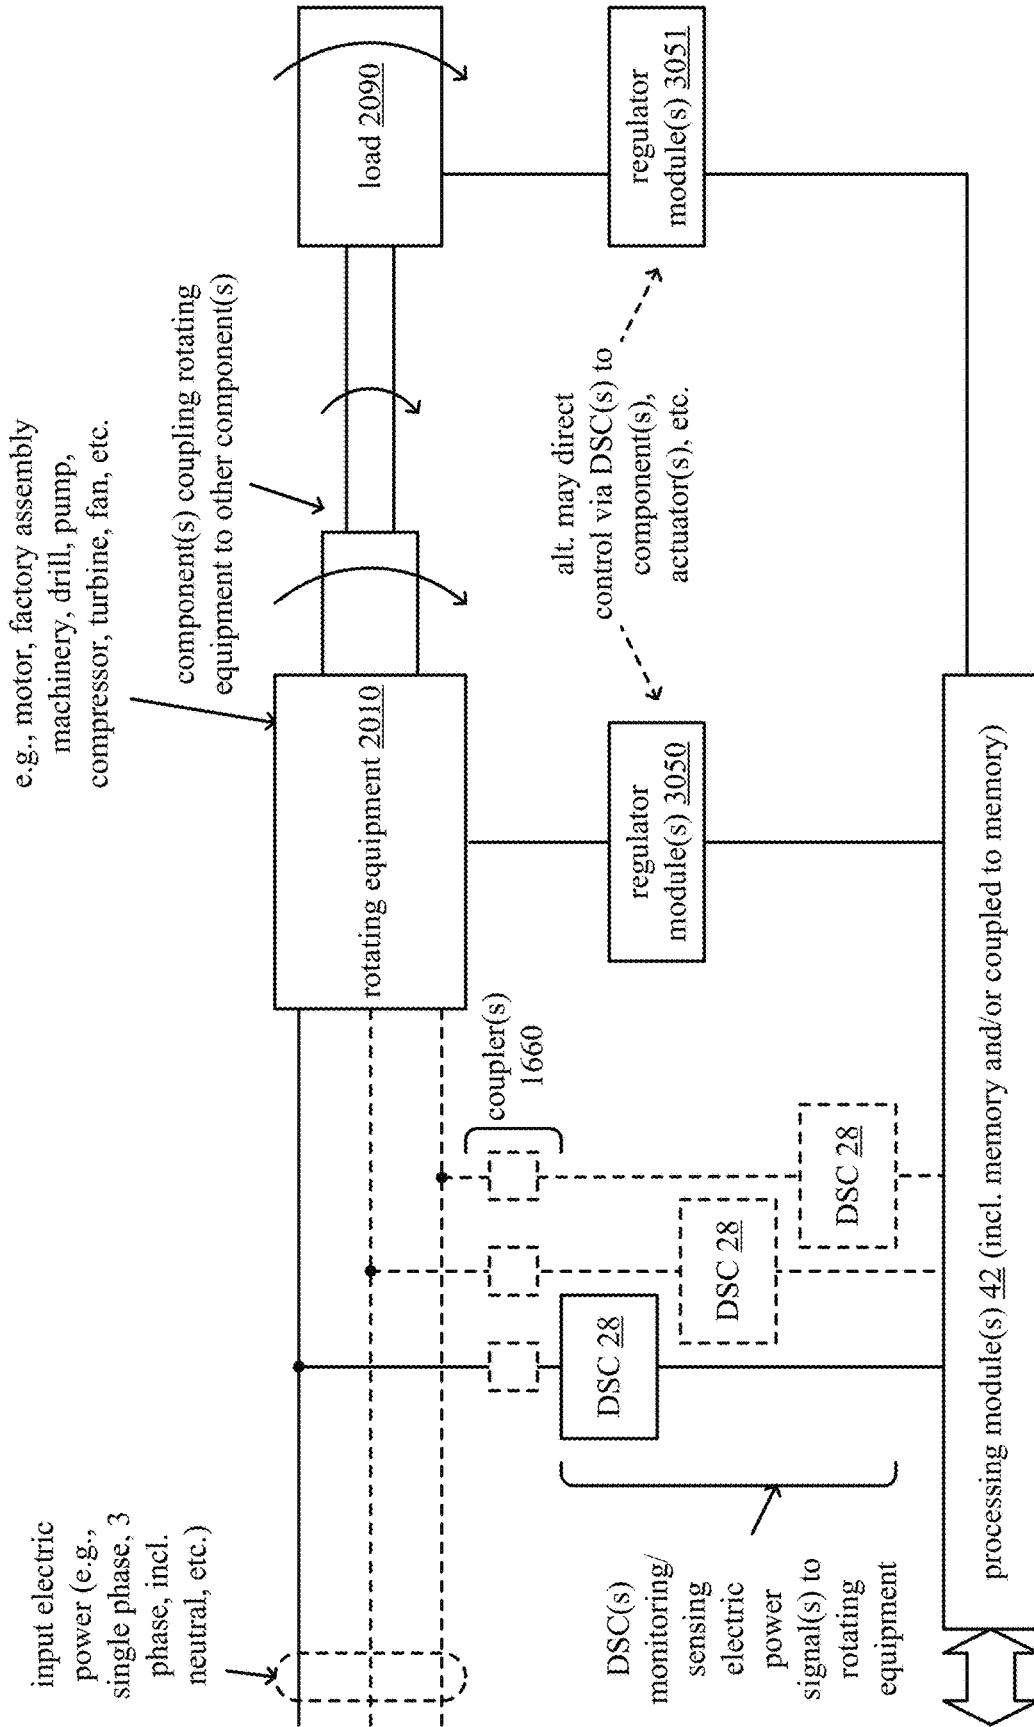 input electric
power (e.g.,
single phase, 3
phase, incl.
neutral, etc.)
e.g., motor, factory assembly
machinery, drill, pump,
compressor, turbine, fan, etc.
component(s) coupling rotating
equipment to other component(s)
rotating equipment 2010
load 2090
coupler(s)
1660
DSC 28
DSC 28
DSC 28
DSC(s)
monitoring/
sensing
electric
power
signal(s) to
rotating
equipment
regulator
module(s) 3050
alt. may direct
control via DSC(s) to
component(s),
actuator(s), etc.
regulator
module(s) 3051
processing module(s) 42 (incl. memory and/or coupled to memory)